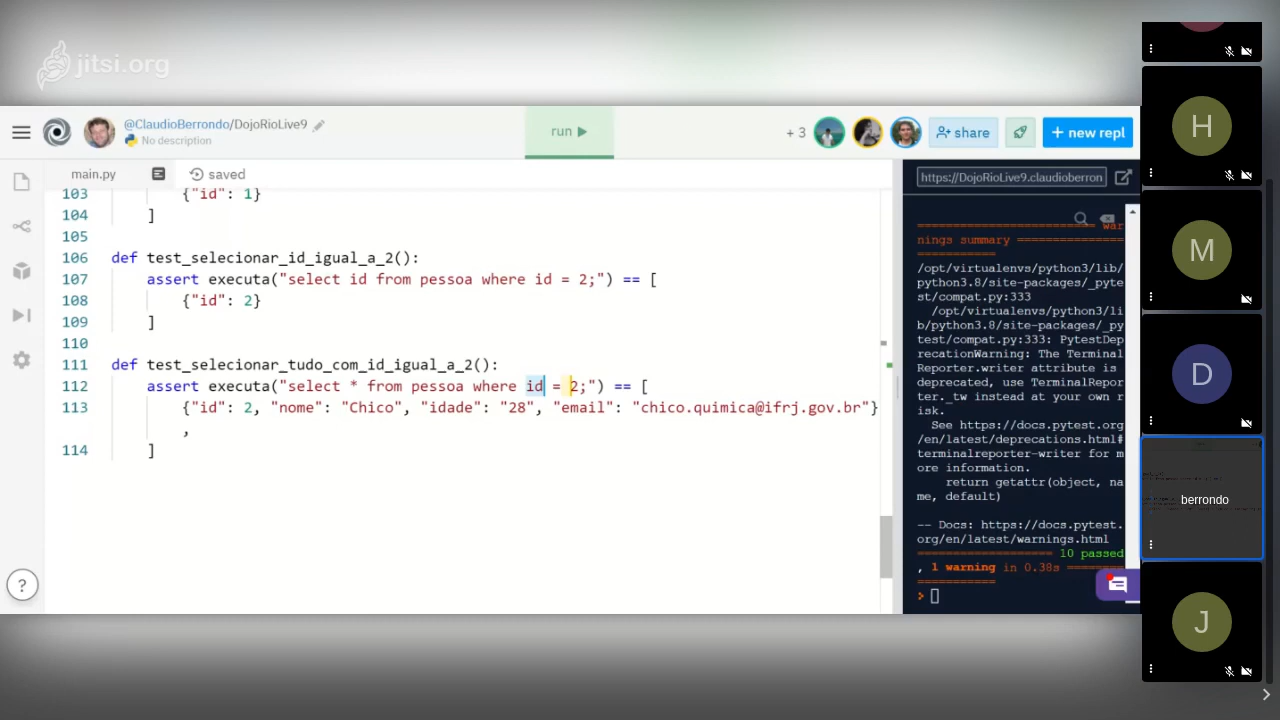 jitsi.org
@ClaudioBerrondo/DojoRioLive9
No description
run
+ 3
share
+ new repl
main.py
saved
https://DojoRioLive9.claudioberron
103 {"id": 1}
104 ]
105
106 def test_selecionar_id_igual_a_2():
107 assert executa("select id from pessoa where id = 2;") == [
108 {"id": 2}
109 ]
110
111 def test_selecionar_tudo_com_id_igual_a_2():
112 assert executa("select * from pessoa where id = 2;") == [
113 {"id": 2, "nome": "Chico", "idade": "28", "email": "chico.quimica@ifrj.gov.br"}
,
114 ]
?
======================== war
nings summary ===============
===========
/opt/virtualenvs/python3/lib/
python3.8/site-packages/_pyte
st/compat.py:333
/opt/virtualenvs/python3/li
b/python3.8/site-packages/_py
test/compat.py:333: PytestDep
recationWarning: The Terminal
Reporter.writer attribute is
deprecated, use TerminalRepor
ter._tw instead at your own r
isk.
See https://docs.pytest.org
/en/latest/deprecations.html#
terminalreporter-writer for m
ore information.
return getattr(object, na
me, default)
-- Docs: https://docs.pytest.
org/en/latest/warnings.html
=================== 10 passed
, 1 warning in 0.38s ========
===========
H
M
D
berrondo
J